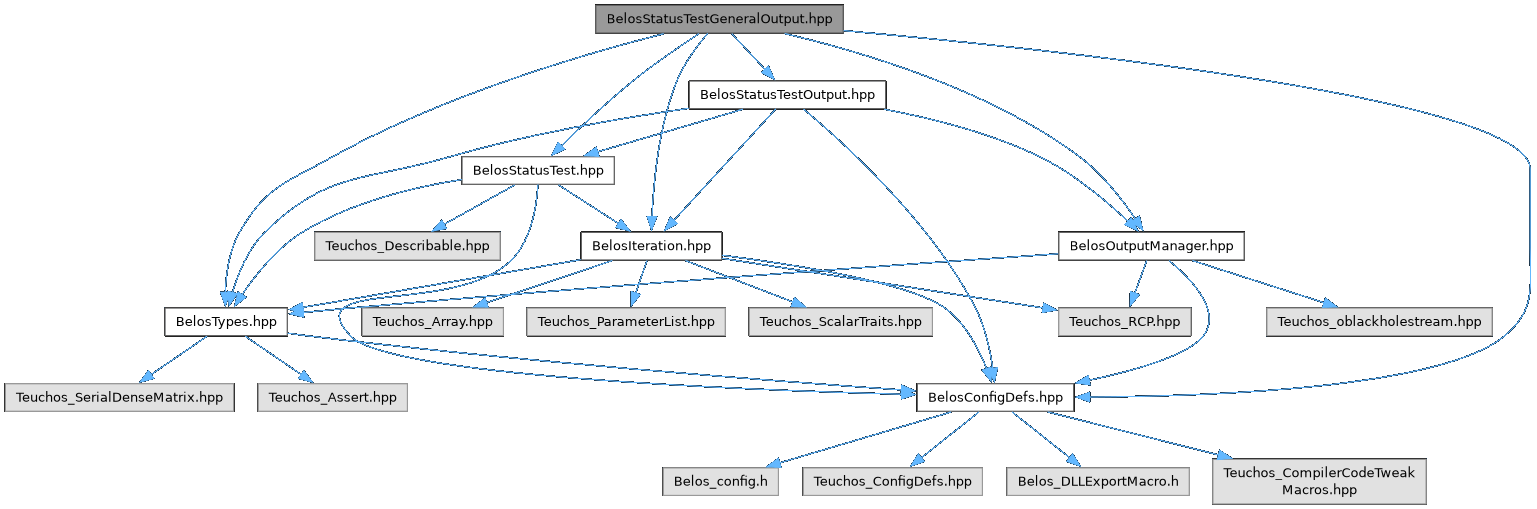 BelosStatusTestGeneralOutput.hpp
BelosStatusTestOutput.hpp
BelosStatusTest.hpp
Teuchos_Describable.hpp
BelosIteration.hpp
BelosOutputManager.hpp
BelosTypes.hpp
Teuchos_Array.hpp
Teuchos_ParameterList.hpp
Teuchos_ScalarTraits.hpp
Teuchos_RCP.hpp
Teuchos_oblackholestream.hpp
Teuchos_SerialDenseMatrix.hpp
Teuchos_Assert.hpp
BelosConfigDefs.hpp
Belos_config.h
Teuchos_ConfigDefs.hpp
Belos_DLLExportMacro.h
Teuchos_CompilerCodeTweak
Macros.hpp